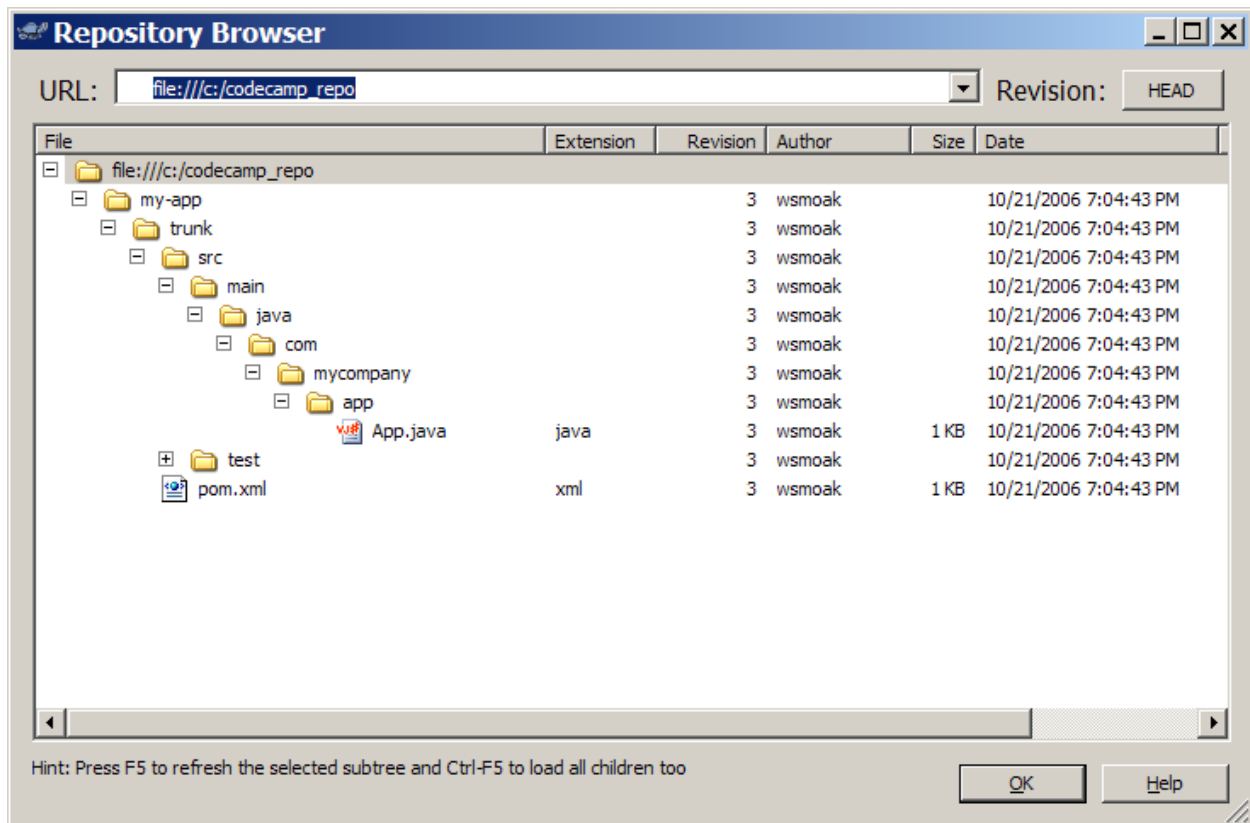 Repository Browser
URL: file:///c:/codecamp_repo Revision: HEAD
File Extension Revision Author Size Date
file:///c:/codecamp_repo
my-app 3 wsmoak 10/21/2006 7:04:43 PM
trunk 3 wsmoak 10/21/2006 7:04:43 PM
src 3 wsmoak 10/21/2006 7:04:43 PM
main 3 wsmoak 10/21/2006 7:04:43 PM
java 3 wsmoak 10/21/2006 7:04:43 PM
com 3 wsmoak 10/21/2006 7:04:43 PM
mycompany 3 wsmoak 10/21/2006 7:04:43 PM
app 3 wsmoak 10/21/2006 7:04:43 PM
App.java java 3 wsmoak 1 KB 10/21/2006 7:04:43 PM
test 3 wsmoak 10/21/2006 7:04:43 PM
pom.xml xml 3 wsmoak 1 KB 10/21/2006 7:04:43 PM
Hint: Press F5 to refresh the selected subtree and Ctrl-F5 to load all children too
OK Help